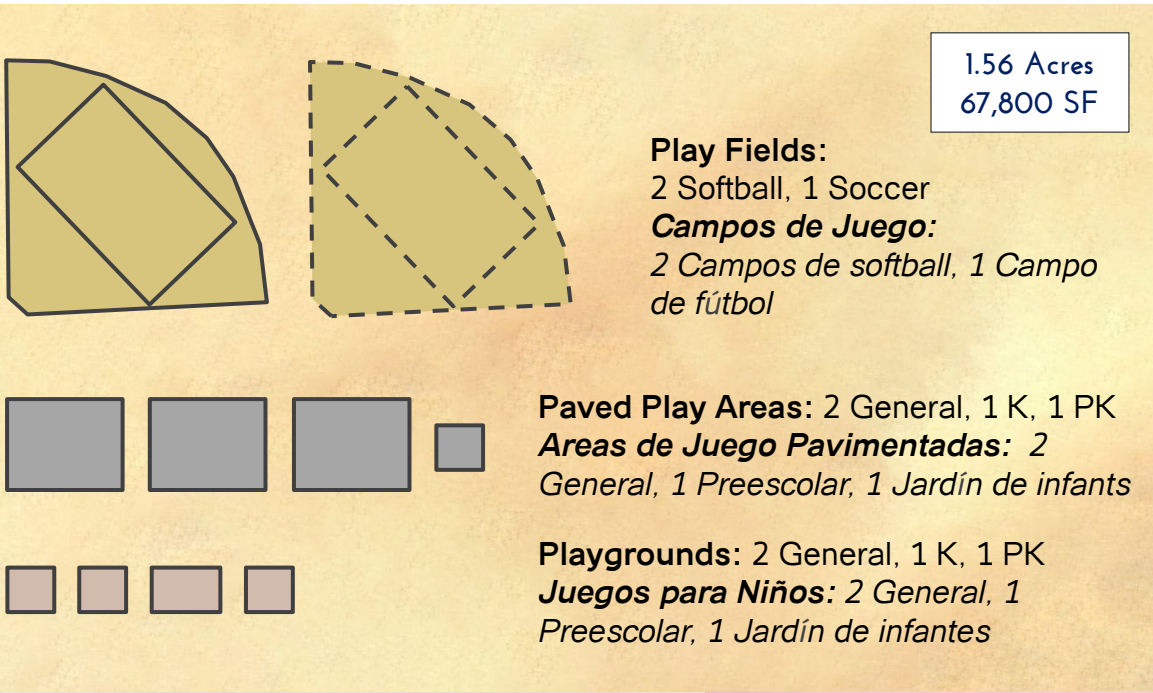 1.56 Acres
67,800 SF
Play Fields:
2 Softball, 1 Soccer
Campos de Juego:
2 Campos de softball, 1 Campo
de fútbol
Paved Play Areas: 2 General, 1 K, 1 PK
Areas de Juego Pavimentadas: 2
General, 1 Preescolar, 1 Jardín de infants
Playgrounds: 2 General, 1 K, 1 PK
Juegos para Niños: 2 General, 1
Preescolar, 1 Jardín de infantes